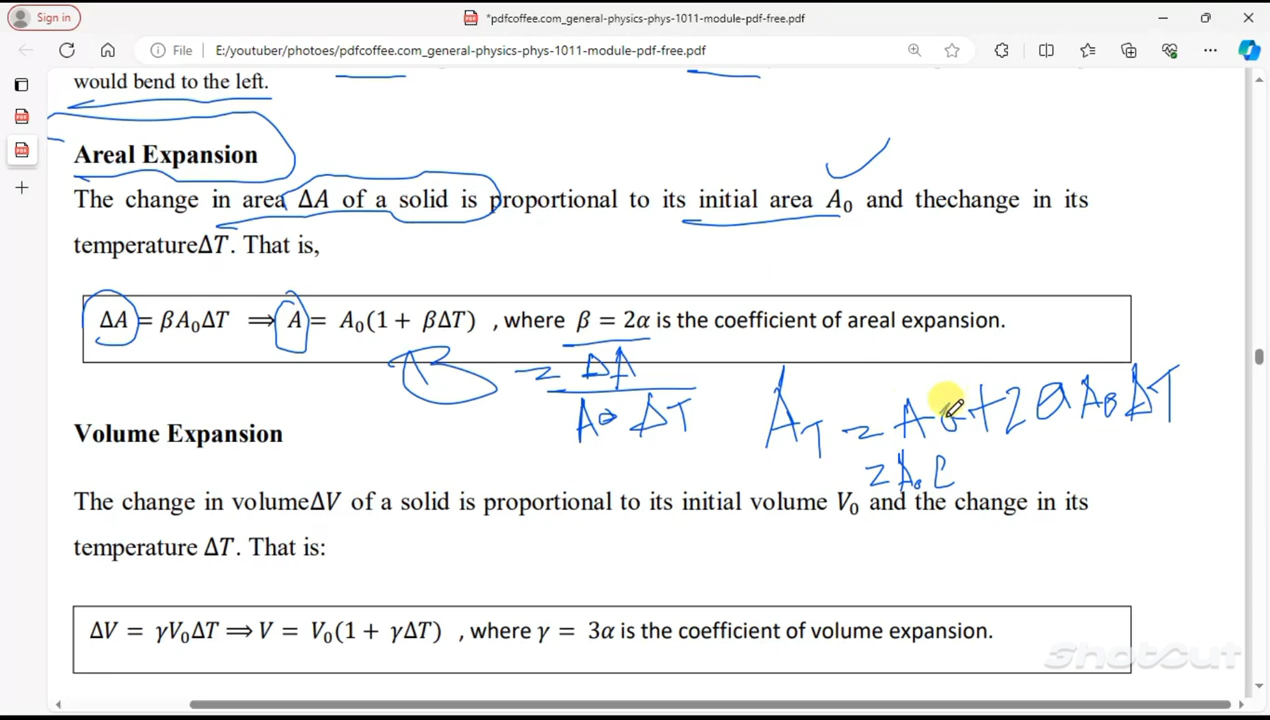 Sign in
*pdfcoffee.com_general-physics-phys-1011-module-pdf-free.pdf
File
E:/youtuber/photoes/pdfcoffee.com_general-physics-phys-1011-module-pdf-free.pdf
would bend to the left.
Areal Expansion
The change in area ΔA of a solid is proportional to its initial area A₀ and thechange in its
temperatureΔT. That is,
ΔA = βA₀ΔT ⟹ A = A₀(1 + βΔT) , where β = 2α is the coefficient of areal expansion.
B = ΔA
A₀ ΔT
A_T = A₀ + 2αA₀ΔT
= A₀ [
Volume Expansion
The change in volumeΔV of a solid is proportional to its initial volume V₀ and the change in its
temperature ΔT. That is:
ΔV = γV₀ΔT ⟹ V = V₀(1 + γΔT) , where γ = 3α is the coefficient of volume expansion.
Shotcut